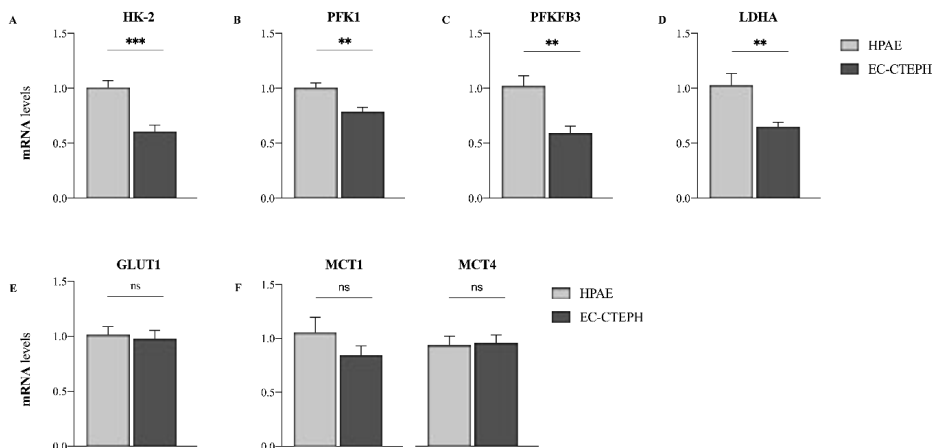 A
HK-2
1.5
1.0
0.5
0.0
mRNA levels
***
B
PFK1
1.5
1.0
0.5
0.0
**
C
PFKFB3
1.5
1.0
0.5
0.0
**
D
LDHA
1.5
1.0
0.5
0.0
**
HPAE
EC-CTEPH
E
GLUT1
1.5
1.0
0.5
0.0
mRNA levels
ns
F
MCT1
1.5
1.0
0.5
0.0
ns
MCT4
ns
HPAE
EC-CTEPH